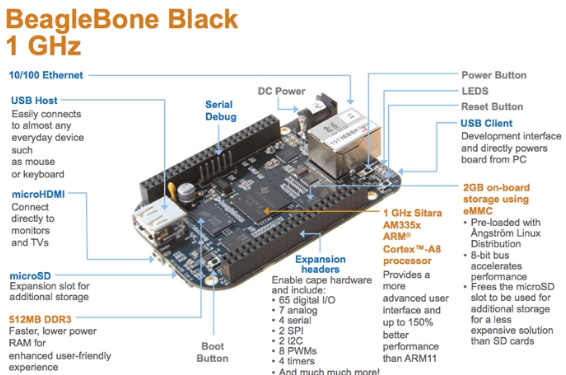 BeagleBone Black
1 GHz
10/100 Ethernet
USB Host
Easily connects
to almost any
everyday device
such
as mouse
or keyboard
microHDMI
Connect
directly to
monitors
and TVs
microSD
Expansion slot for
additional storage
512MB DDR3
Faster, lower power
RAM for
enhanced user-friendly
experience
Serial
Debug
DC Power
Boot
Button
Expansion
headers
Enable cape hardware
and include:
• 65 digital I/O
• 7 analog
• 4 serial
• 2 SPI
• 2 I2C
• 8 PWMs
• 4 timers
• And much much more!
1 GHz Sitara
AM335x
ARM®
Cortex™-A8
processor
Provides a
more
advanced user
interface and
up to 150%
better
performance
than ARM11
Power Button
LEDS
Reset Button
USB Client
Development interface
and directly powers
board from PC
2GB on-board
storage using
eMMC
• Pre-loaded with
Ångström Linux
Distribution
• 8-bit bus
accelerates
performance
• Frees the microSD
slot to be used for
additional storage
for a less
expensive solution
than SD cards